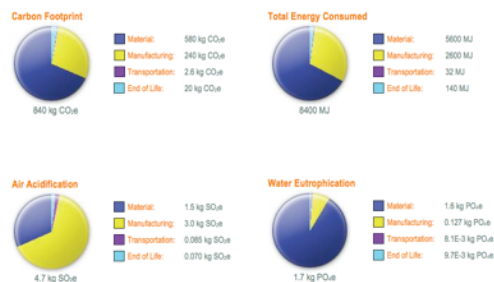 Carbon Footprint
Material: 580 kg CO₂e
Manufacturing: 240 kg CO₂e
Transportation: 2.6 kg CO₂e
End of Life: 20 kg CO₂e
840 kg CO₂e
Total Energy Consumed
Material: 5600 MJ
Manufacturing: 2600 MJ
Transportation: 32 MJ
End of Life: 140 MJ
8400 MJ
Air Acidification
Material: 1.5 kg SO₂e
Manufacturing: 3.0 kg SO₂e
Transportation: 0.085 kg SO₂e
End of Life: 0.070 kg SO₂e
4.7 kg SO₂e
Water Eutrophication
Material: 1.6 kg PO₄e
Manufacturing: 0.127 kg PO₄e
Transportation: 8.1E-3 kg PO₄e
End of Life: 9.7E-3 kg PO₄e
1.7 kg PO₄e